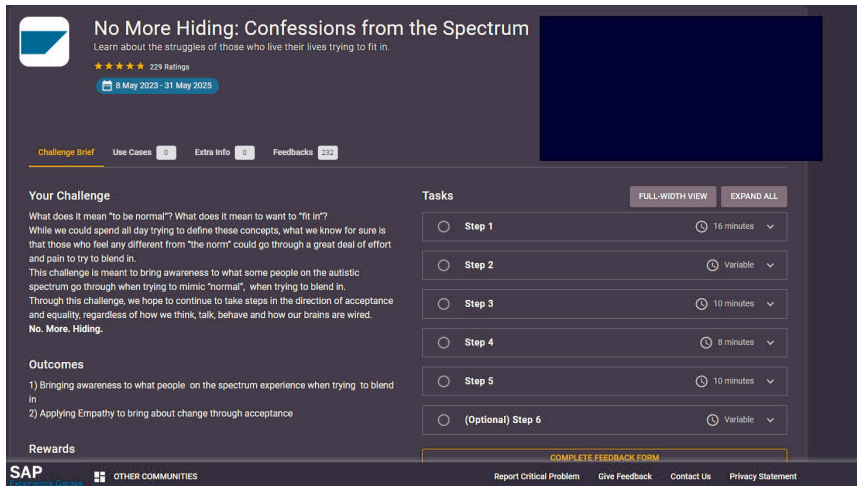 No More Hiding: Confessions from the Spectrum
Learn about the struggles of those who live their lives trying to fit in.
229 Ratings
8 May 2023 - 31 May 2025
Challenge Brief
Use Cases 0
Extra Info 0
Feedbacks 232
Your Challenge
What does it mean "to be normal"? What does it mean to want to "fit in"?
While we could spend all day trying to define these concepts, what we know for sure is
that those who feel any different from "the norm" could go through a great deal of effort
and pain to try to blend in.
This challenge is meant to bring awareness to what some people on the autistic
spectrum go through when trying to mimic "normal", when trying to blend in.
Through this challenge, we hope to continue to take steps in the direction of acceptance
and equality, regardless of how we think, talk, behave and how our brains are wired.
No. More. Hiding.
Outcomes
1) Bringing awareness to what people on the spectrum experience when trying to blend
in
2) Applying Empathy to bring about change through acceptance
Rewards
Tasks
FULL-WIDTH VIEW
EXPAND ALL
Step 1 16 minutes
Step 2 Variable
Step 3 10 minutes
Step 4 8 minutes
Step 5 10 minutes
(Optional) Step 6 Variable
COMPLETE FEEDBACK FORM
SAP
Experience Garage
OTHER COMMUNITIES
Report Critical Problem
Give Feedback
Contact Us
Privacy Statement